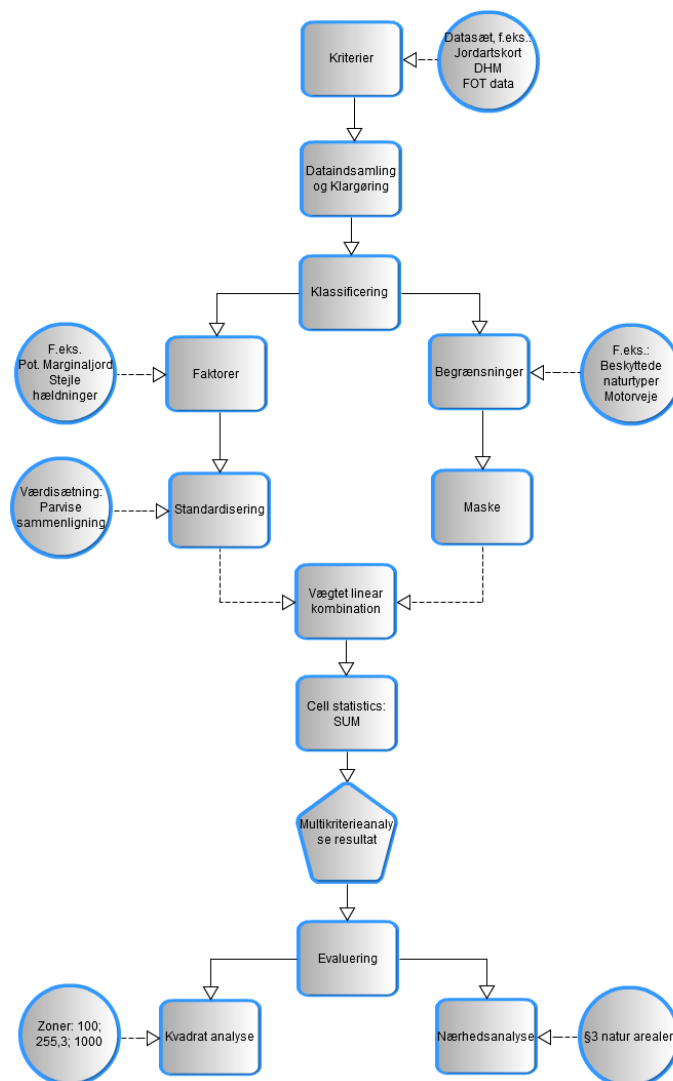 Kriterier
Datasæt, f.eks.:
Jordartskort
DHM
FOT data
Dataindsamling
og Klargøring
Klassificering
F.eks.
Pot. Marginaljord
Stejle
hældninger
Faktorer
Begrænsninger
F.eks.:
Beskyttede
naturtyper
Motorveje
Værdisætning:
Parvise
sammenligning
Standardisering
Maske
Vægtet linear
kombination
Cell statistics:
SUM
Multikriterieanaly
se resultat
Evaluering
Zoner: 100;
255,3; 1000
Kvadrat analyse
Nærhedsanalyse
§3 natur arealer